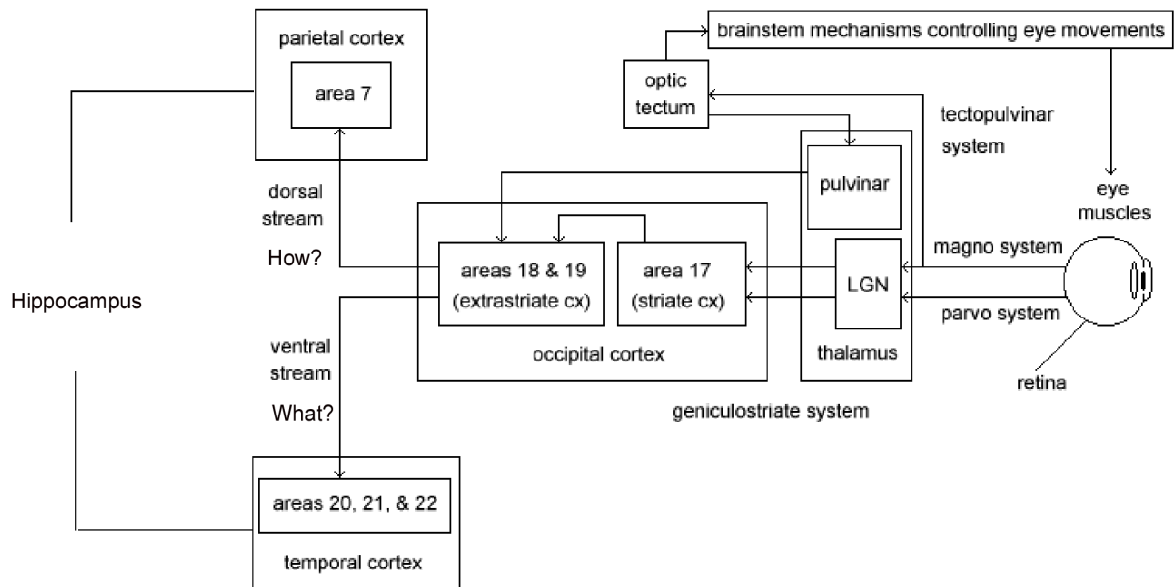 parietal cortex
area 7
brainstem mechanisms controlling eye movements
optic
tectum
tectopulvinar
system
pulvinar
eye
muscles
dorsal
stream
How?
areas 18 & 19
(extrastriate cx)
area 17
(striate cx)
LGN
magno system
parvo system
Hippocampus
occipital cortex
thalamus
retina
geniculostriate system
ventral
stream
What?
areas 20, 21, & 22
temporal cortex